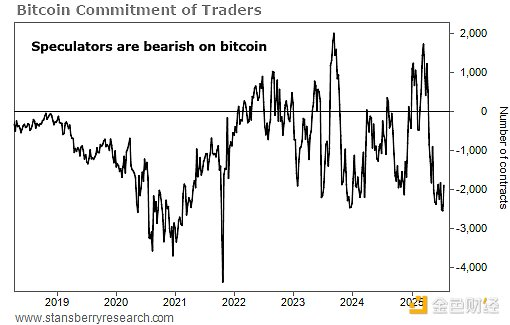 Bitcoin Commitment of Traders
Speculators are bearish on bitcoin
2,000
1,000
0
-1,000
-2,000
-3,000
-4,000
Number of contracts
2019 2020 2021 2022 2023 2024 2025
www.stansberryresearch.com
金色财经